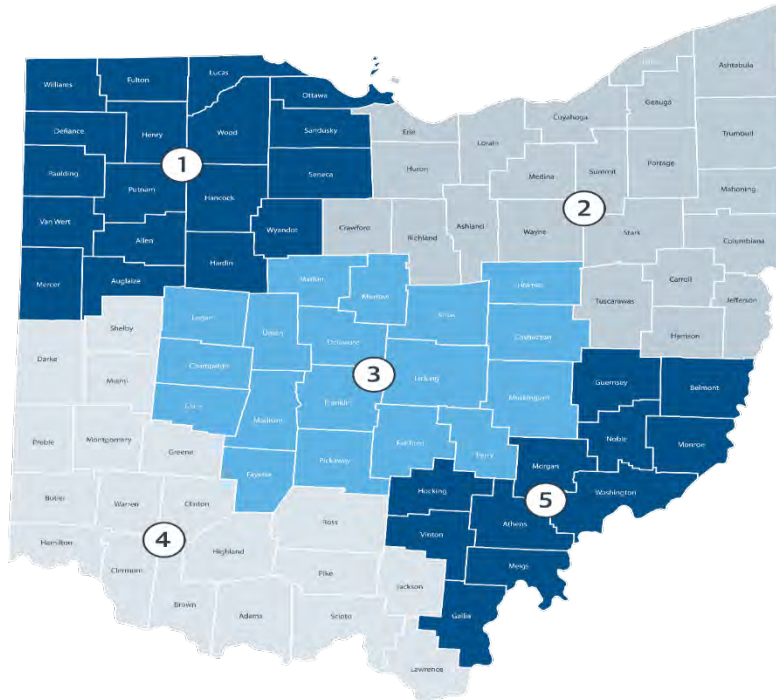 Williams
Fulton
Lucas
Ottawa
Defiance
Henry
Wood
Sandusky
1
Paulding
Putnam
Hancock
Seneca
Van Wert
Allen
Wyandot
Mercer
Auglaize
Hardin
Ashtabula
Geauga
Cuyahoga
Erie
Lorain
Trumbull
Huron
Medina
Summit
Portage
Mahoning
2
Crawford
Richland
Ashland
Wayne
Stark
Columbiana
Carroll
Tuscarawas
Jefferson
Harrison
Marion
Morrow
Holmes
Logan
Union
Knox
Coshocton
Delaware
Champaign
3
Licking
Muskingum
Clark
Madison
Franklin
Fairfield
Perry
Fayette
Pickaway
Shelby
Darke
Miami
Preble
Montgomery
Greene
Butler
Warren
Clinton
Ross
4
Hamilton
Highland
Clermont
Pike
Jackson
Brown
Adams
Scioto
Lawrence
Guernsey
Belmont
Noble
Monroe
Morgan
Hocking
5
Washington
Athens
Vinton
Meigs
Gallia